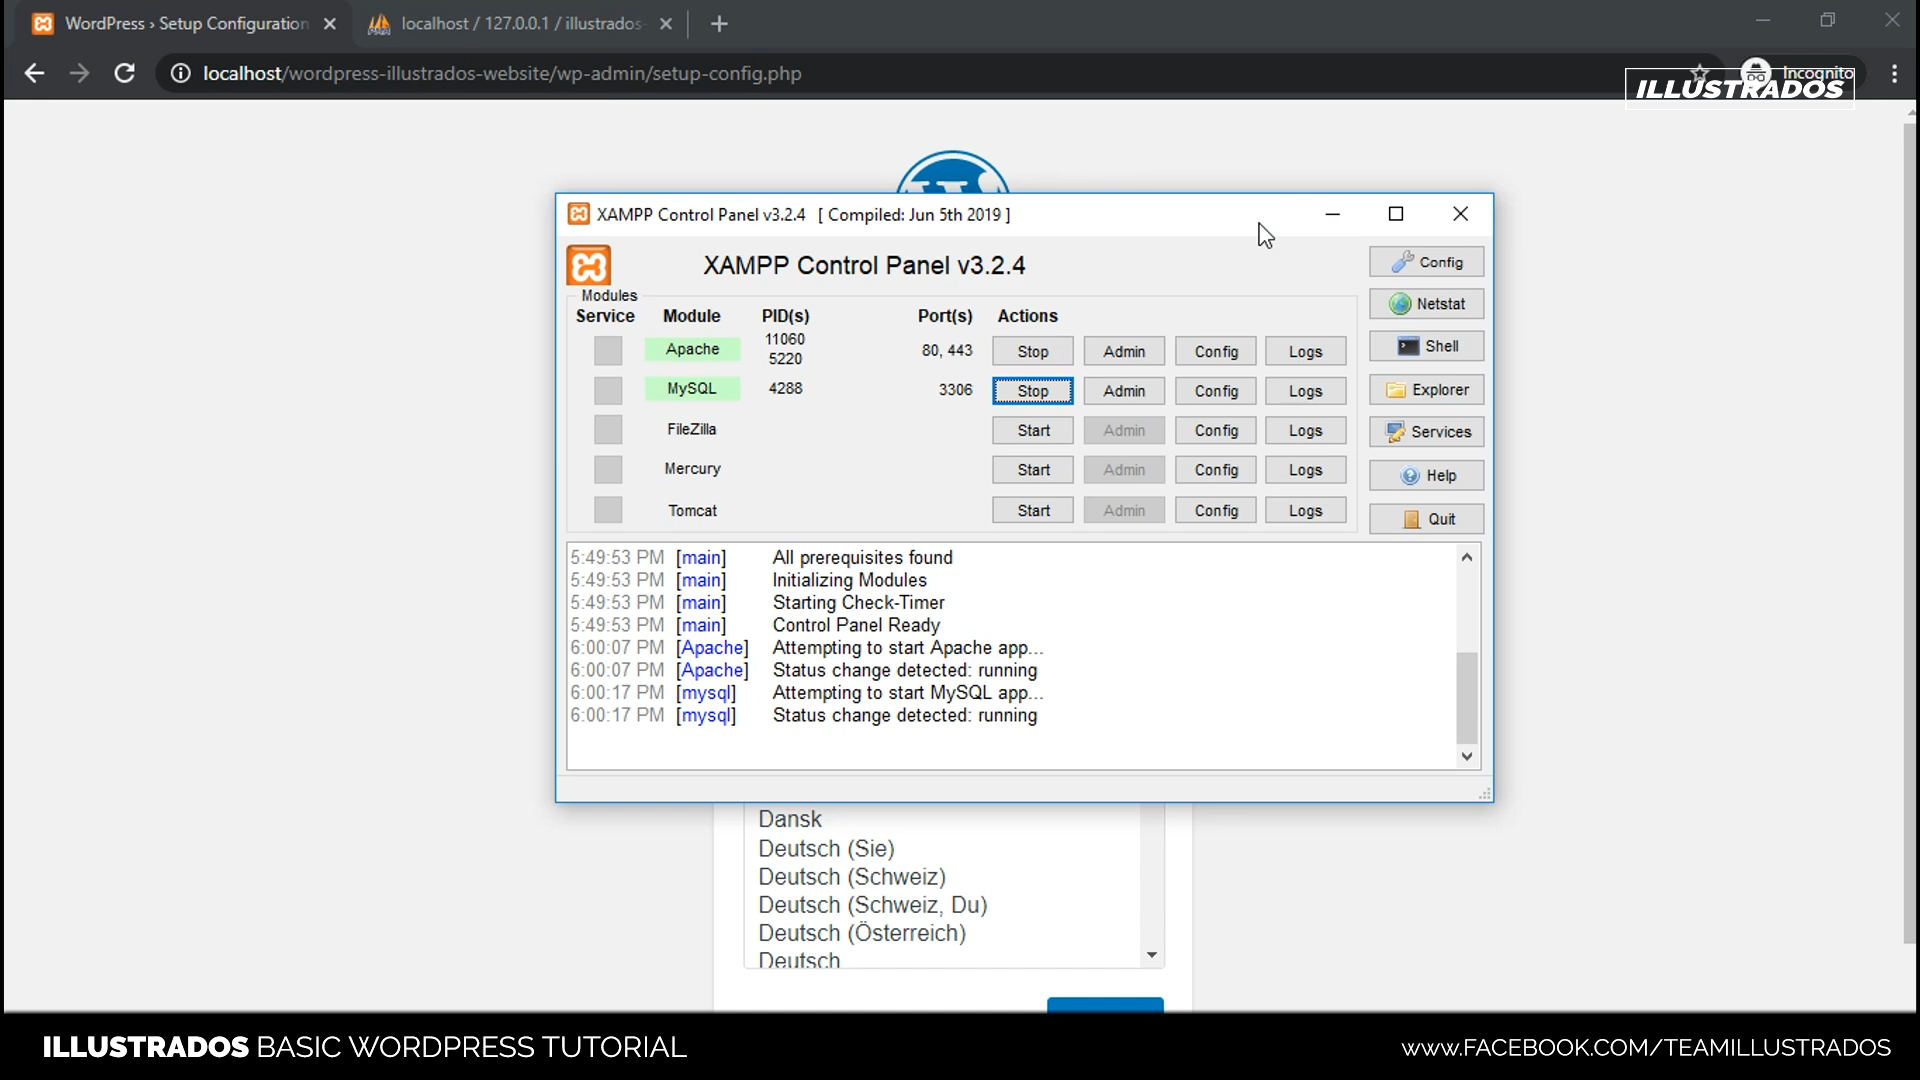 WordPress › Setup Configuration
localhost / 127.0.0.1 / illustrados-
localhost/wordpress-illustrados-website/wp-admin/setup-config.php
Incognito
ILLUSTRADOS
XAMPP Control Panel v3.2.4 [ Compiled: Jun 5th 2019 ]
XAMPP Control Panel v3.2.4
Config
Modules
Service Module PID(s) Port(s) Actions
Netstat
Apache 11060 5220 80, 443 Stop Admin Config Logs
Shell
MySQL 4288 3306 Stop Admin Config Logs
Explorer
FileZilla Start Admin Config Logs
Services
Mercury Start Admin Config Logs
Help
Tomcat Start Admin Config Logs
Quit
5:49:53 PM [main] All prerequisites found
5:49:53 PM [main] Initializing Modules
5:49:53 PM [main] Starting Check-Timer
5:49:53 PM [main] Control Panel Ready
6:00:07 PM [Apache] Attempting to start Apache app...
6:00:07 PM [Apache] Status change detected: running
6:00:17 PM [mysql] Attempting to start MySQL app...
6:00:17 PM [mysql] Status change detected: running
Dansk
Deutsch (Sie)
Deutsch (Schweiz)
Deutsch (Schweiz, Du)
Deutsch (Österreich)
Deutsch
ILLUSTRADOS BASIC WORDPRESS TUTORIAL
www.FACEBOOK.COM/TEAMILLUSTRADOS